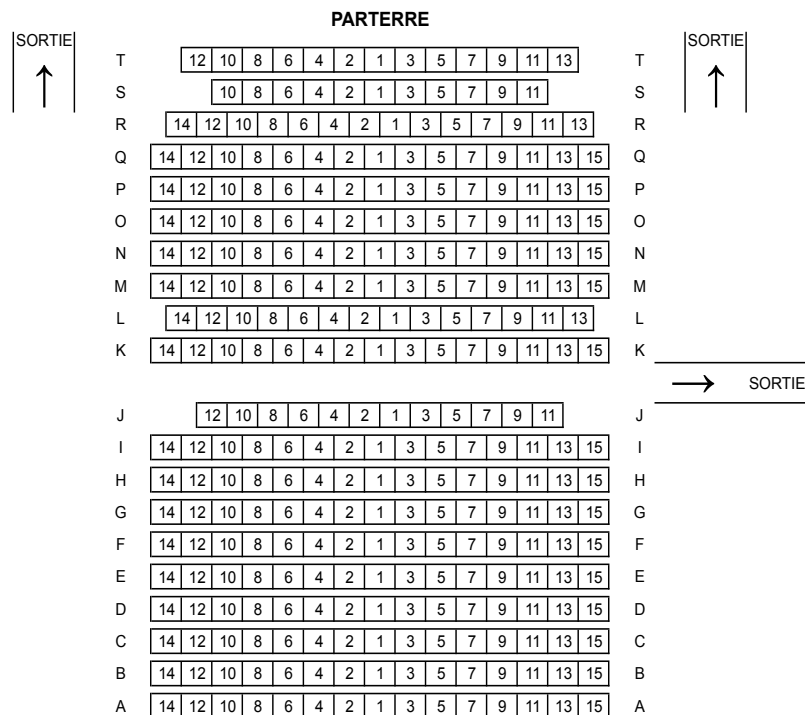 PARTERRE
SORTIE SORTIE
T 12 10 8 6 4 2 1 3 5 7 9 11 13 T
S 10 8 6 4 2 1 3 5 7 9 11 S
R 14 12 10 8 6 4 2 1 3 5 7 9 11 13 R
Q 14 12 10 8 6 4 2 1 3 5 7 9 11 13 15 Q
P 14 12 10 8 6 4 2 1 3 5 7 9 11 13 15 P
O 14 12 10 8 6 4 2 1 3 5 7 9 11 13 15 O
N 14 12 10 8 6 4 2 1 3 5 7 9 11 13 15 N
M 14 12 10 8 6 4 2 1 3 5 7 9 11 13 15 M
L 14 12 10 8 6 4 2 1 3 5 7 9 11 13 L
K 14 12 10 8 6 4 2 1 3 5 7 9 11 13 15 K
SORTIE
J 12 10 8 6 4 2 1 3 5 7 9 11 J
I 14 12 10 8 6 4 2 1 3 5 7 9 11 13 15 I
H 14 12 10 8 6 4 2 1 3 5 7 9 11 13 15 H
G 14 12 10 8 6 4 2 1 3 5 7 9 11 13 15 G
F 14 12 10 8 6 4 2 1 3 5 7 9 11 13 15 F
E 14 12 10 8 6 4 2 1 3 5 7 9 11 13 15 E
D 14 12 10 8 6 4 2 1 3 5 7 9 11 13 15 D
C 14 12 10 8 6 4 2 1 3 5 7 9 11 13 15 C
B 14 12 10 8 6 4 2 1 3 5 7 9 11 13 15 B
A 14 12 10 8 6 4 2 1 3 5 7 9 11 13 15 A